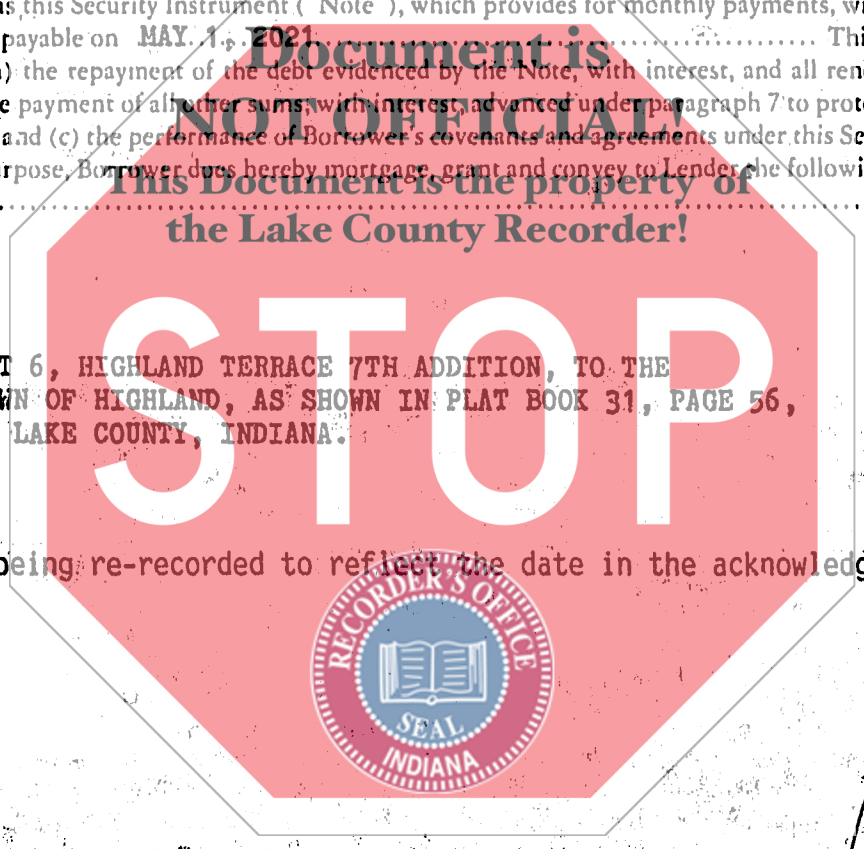 s this Security Instrument ("Note"), which provides for monthly payments, w
payable on MAY 1, 2021 Thi
Document is
) the repayment of the debt evidenced by the Note, with interest, and all ren
e payment of all other sums, with interest, advanced under paragraph 7 to prot
NOT OFFICIAL!
and (c) the performance of Borrower's covenants and agreements under this Se
rpose, Borrower does hereby mortgage, grant and convey to Lender the followi
This Document is the property of
the Lake County Recorder!
STOP
T 6, HIGHLAND TERRACE 7TH ADDITION, TO THE
WN OF HIGHLAND, AS SHOWN IN PLAT BOOK 31, PAGE 56,
LAKE COUNTY, INDIANA.
being re-recorded to reflect the date in the acknowledg
RECORDER'S OFFICE
SEAL
INDIANA